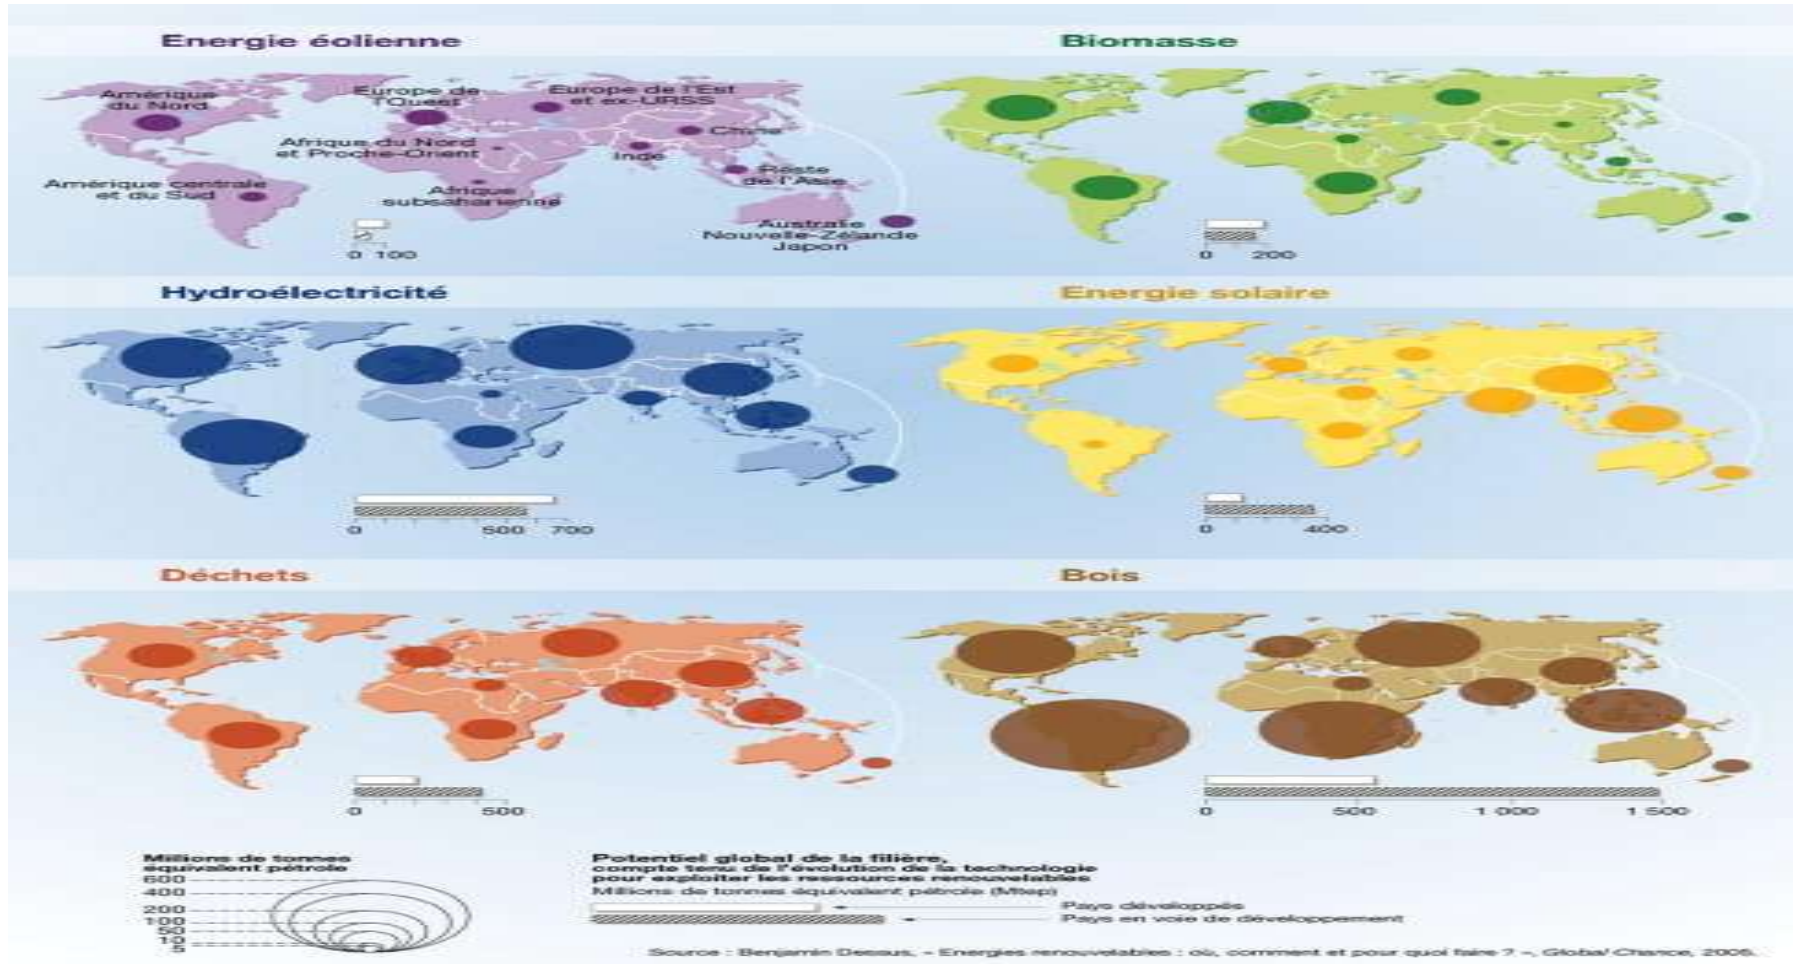 Energie éolienne
Amérique
du Nord
Europe de
l'Ouest
Europe de l'Est
et ex-URSS
Afrique du Nord
et Proche-Orient
Chine
Inde
Amérique centrale
et du Sud
Afrique
subsaharienne
Reste
de l'Asie
Australie
Nouvelle-Zélande
Japon
0 100
Biomasse
0 200
Hydroélectricité
0 500 700
Energie solaire
0 400
Déchets
0 500
Bois
0 500 1 000 1 500
Millions de tonnes
équivalent pétrole
600
400
200
100
50
10
5
Potentiel global de la filière,
compte tenu de l'évolution de la technologie
pour exploiter les ressources renouvelables
Millions de tonnes équivalent pétrole (Mtep)
Pays développés
Pays en voie de développement
Source : Benjamin Dessus, « Energies renouvelables : où, comment et pour quoi faire ? », Global Chance, 2005.